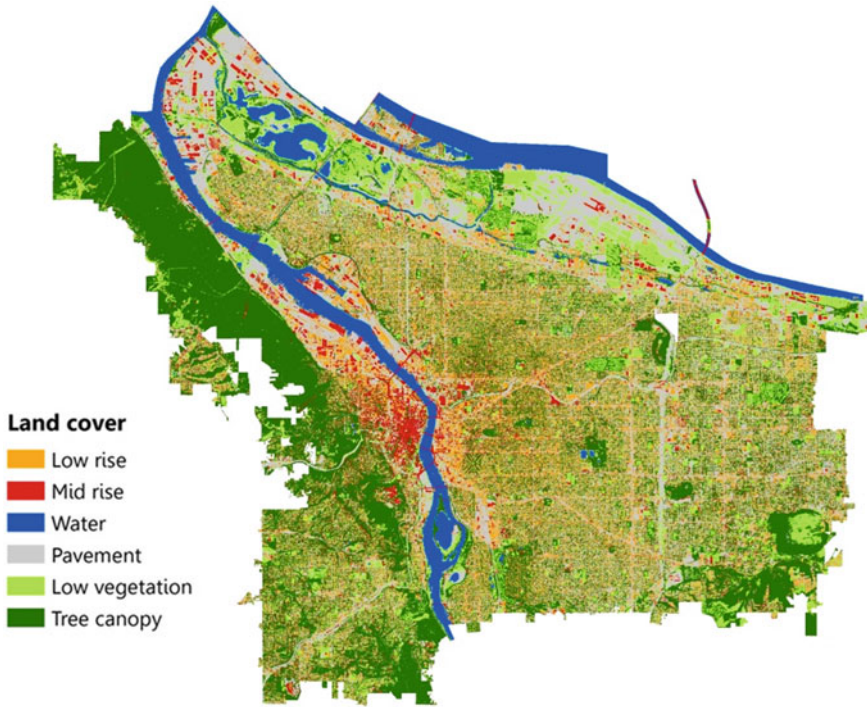 Land cover
Low rise
Mid rise
Water
Pavement
Low vegetation
Tree canopy